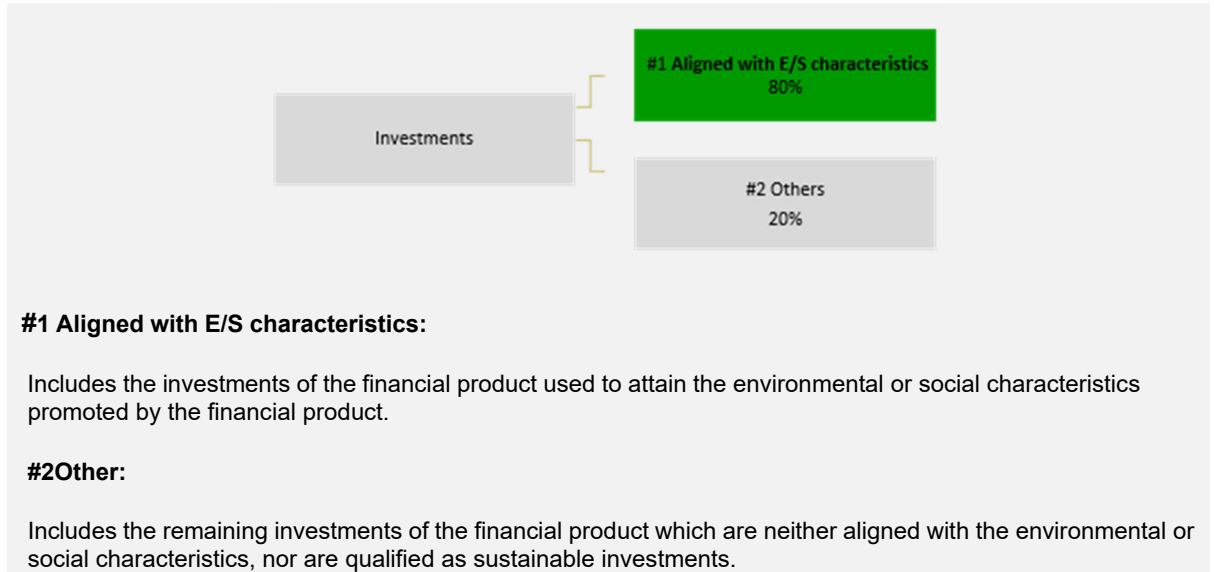 #1 Aligned with E/S characteristics
80%
Investments
#2 Others
20%
#1 Aligned with E/S characteristics:
Includes the investments of the financial product used to attain the environmental or social characteristics
promoted by the financial product.
#2Other:
Includes the remaining investments of the financial product which are neither aligned with the environmental or
social characteristics, nor are qualified as sustainable investments.